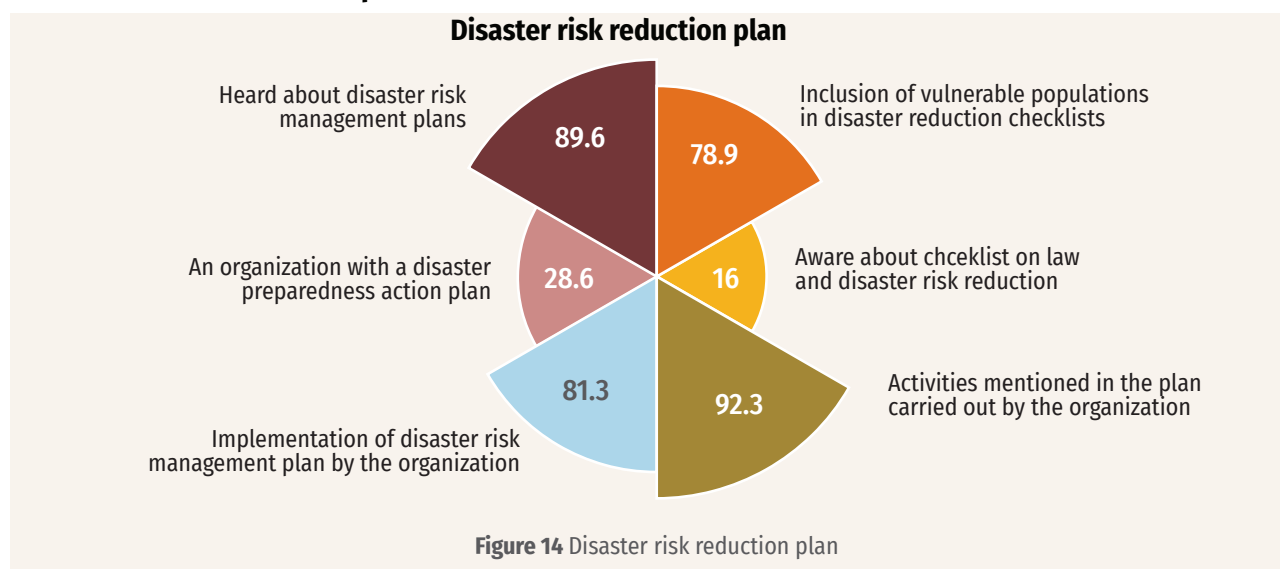 Disaster risk reduction plan
Heard about disaster risk
management plans
89.6
78.9
Inclusion of vulnerable populations
in disaster reduction checklists
An organization with a disaster
preparedness action plan
28.6
16
Aware about chceklist on law
and disaster risk reduction
81.3
92.3
Activities mentioned in the plan
carried out by the organization
Implementation of disaster risk
management plan by the organization
Figure 14 Disaster risk reduction plan